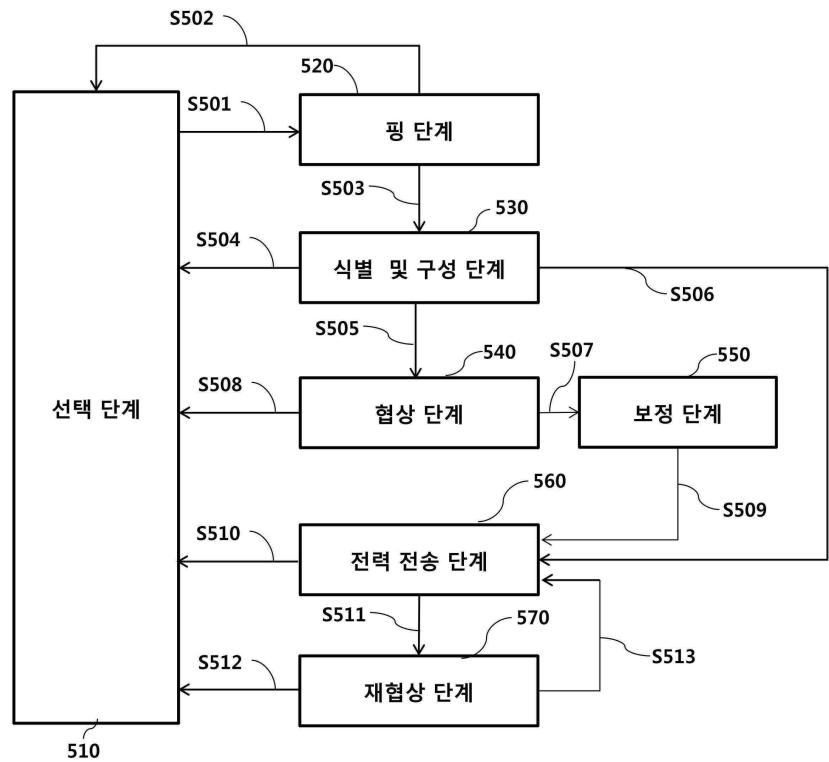 S502
520
S501
핑 단계
S503
530
S504
식별 및 구성 단계
S506
S505
540
S507
550
선택 단계
S508
협상 단계
보정 단계
560
S509
S510
전력 전송 단계
S511
570
S512
S513
재협상 단계
510